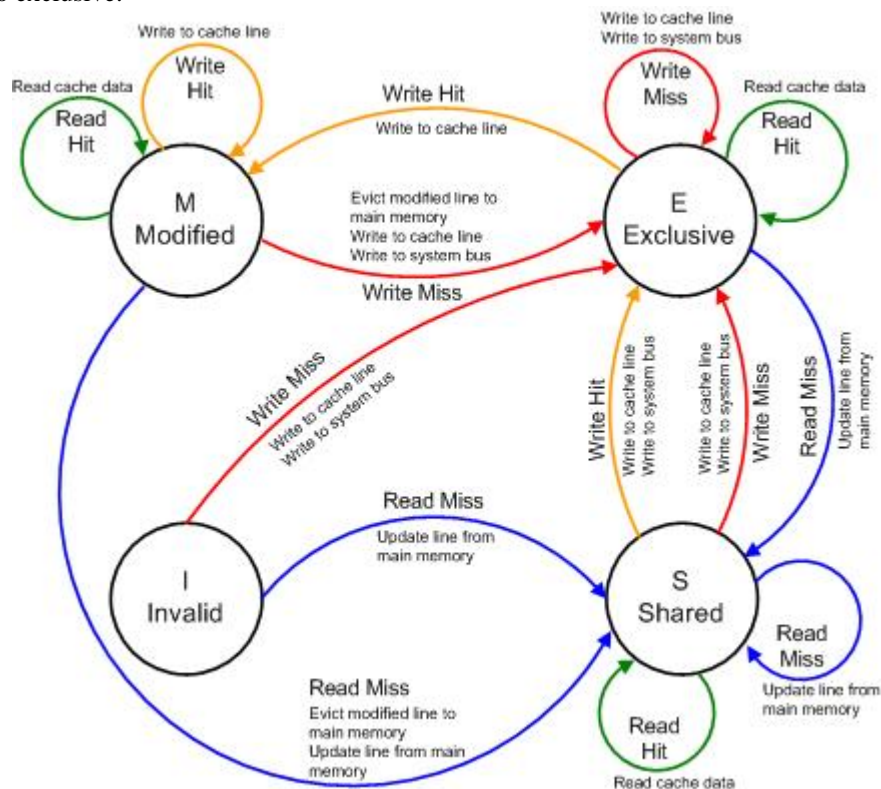 to exclusive.
Write to cache line
Write
Hit
Read cache data
Read
Hit
M
Modified
Write Hit
Write to cache line
Write to cache line
Write to system bus
Write
Miss
Read cache data
Read
Hit
E
Exclusive
Evict modified line to
main memory
Write to cache line
Write to system bus
Write Miss
Write Miss
Write to cache line
Write to system bus
Write Hit
Write to cache line
Write to system bus
Write to cache line
Write to system bus
Write Miss
Read Miss
Update line from
main memory
I
Invalid
Read Miss
Update line from
main memory
S
Shared
Read
Miss
Update line from
main memory
Read Miss
Evict modified line to
main memory
Update line from main
memory
Read
Hit
Read cache data